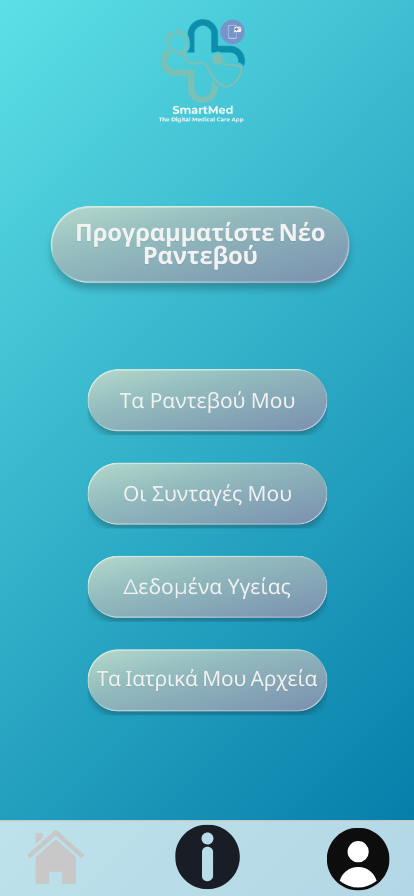 SmartMed
The Digital Medical Care App
Προγραμματίστε Νέο
Ραντεβού
Τα Ραντεβού Μου
Οι Συνταγές Μου
Δεδομένα Υγείας
Τα Ιατρικά Μου Αρχεία